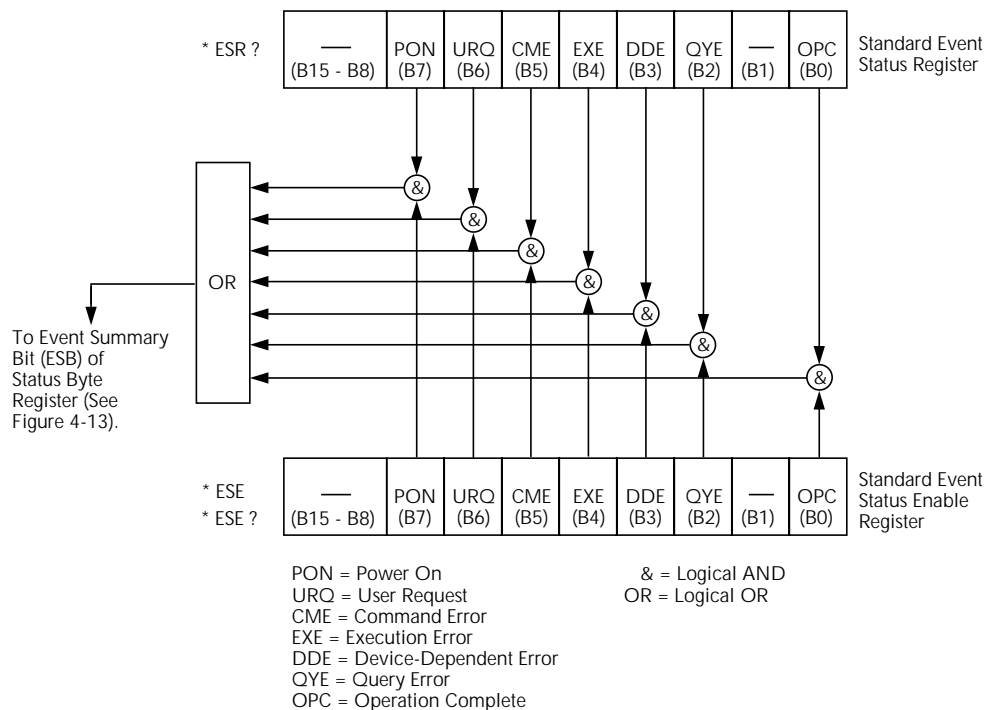 * ESR ?
— PON URQ CME EXE DDE QYE — OPC
(B15 - B8) (B7) (B6) (B5) (B4) (B3) (B2) (B1) (B0)
Standard Event
Status Register
&
&
&
&
&
&
&
OR
To Event Summary
Bit (ESB) of
Status Byte
Register (See
Figure 4-13).
* ESE
* ESE ?
— PON URQ CME EXE DDE QYE — OPC
(B15 - B8) (B7) (B6) (B5) (B4) (B3) (B2) (B1) (B0)
Standard Event
Status Enable
Register
PON = Power On
URQ = User Request
CME = Command Error
EXE = Execution Error
DDE = Device-Dependent Error
QYE = Query Error
OPC = Operation Complete
& = Logical AND
OR = Logical OR